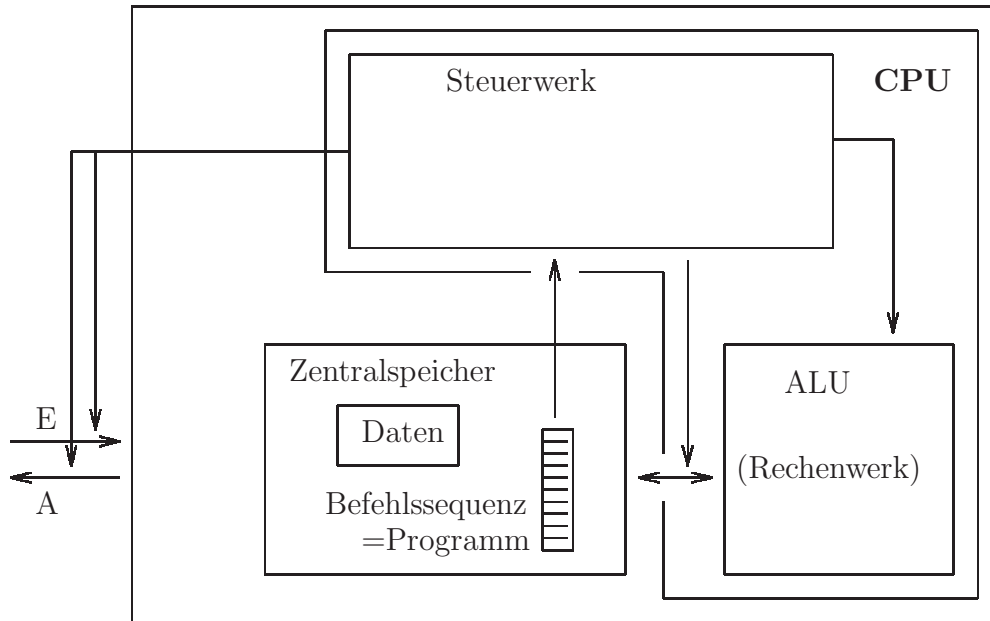 Steuerwerk
CPU
Zentralspeicher
Daten
Befehlssequenz
=Programm
ALU
(Rechenwerk)
E
A